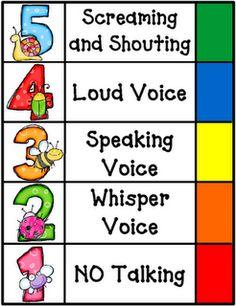 5
Screaming
and Shouting
4
Loud Voice
3
Speaking
Voice
2
Whisper
Voice
1
NO Talking